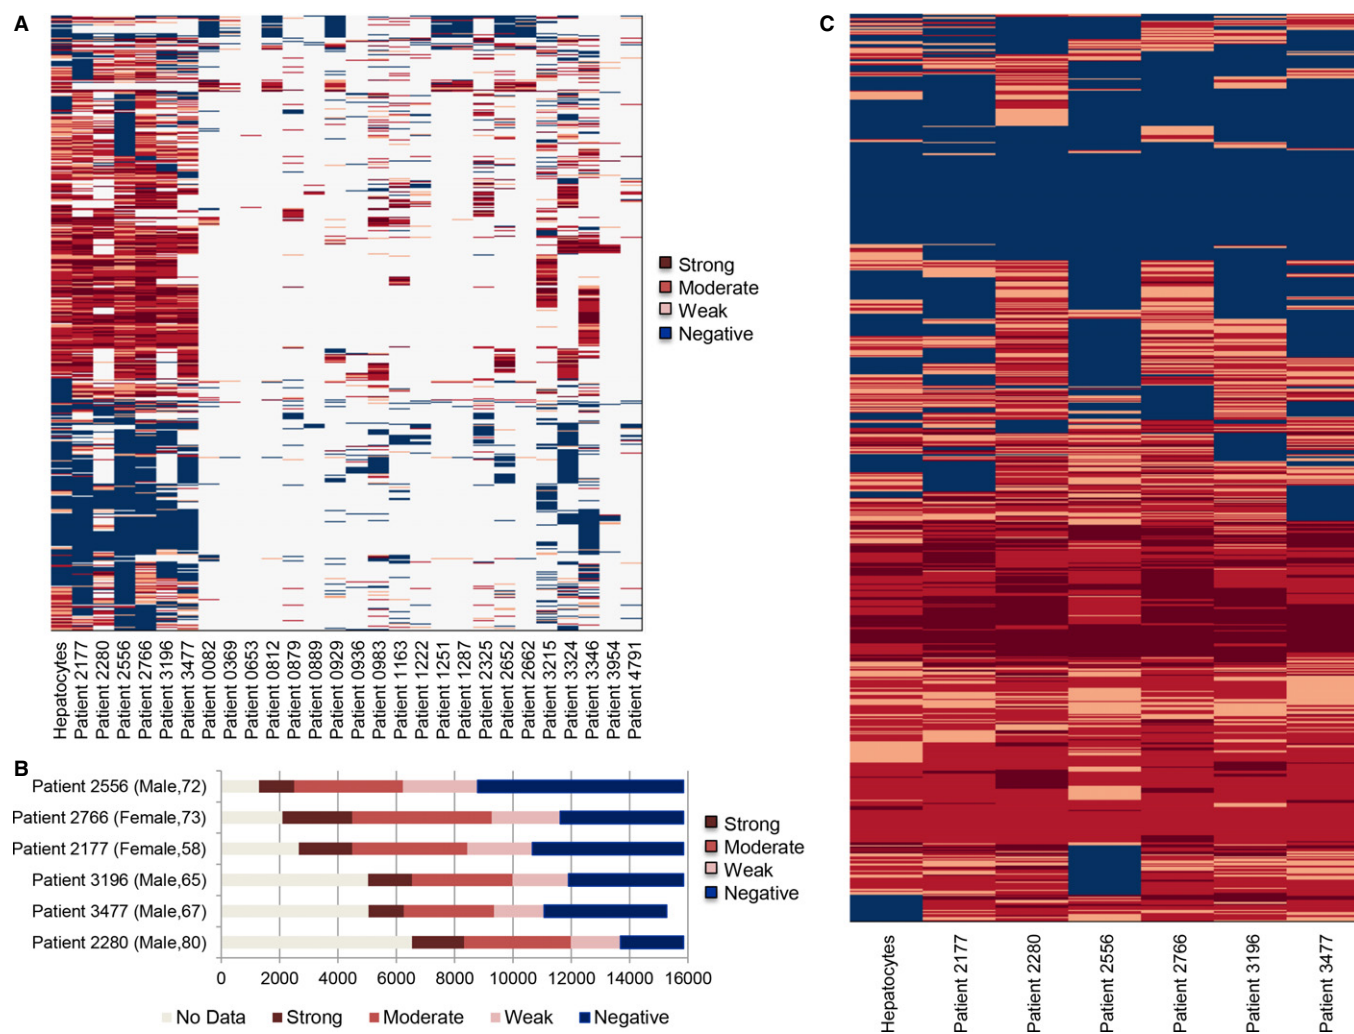 A
C
Strong
Moderate
Weak
Negative
Hepatocytes
Patient 2177
Patient 2280
Patient 2556
Patient 2766
Patient 3196
Patient 3477
Patient 0082
Patient 0369
Patient 0653
Patient 0812
Patient 0879
Patient 0889
Patient 0929
Patient 0936
Patient 0983
Patient 1163
Patient 1222
Patient 1251
Patient 1287
Patient 2325
Patient 2652
Patient 2662
Patient 3215
Patient 3324
Patient 3346
Patient 3954
Patient 4791
B
Patient 2556 (Male,72)
Patient 2766 (Female,73)
Patient 2177 (Female,58)
Patient 3196 (Male,65)
Patient 3477 (Male,67)
Patient 2280 (Male,80)
0 2000 4000 6000 8000 10000 12000 14000 16000
No Data Strong Moderate Weak Negative
Strong
Moderate
Weak
Negative
Hepatocytes
Patient 2177
Patient 2280
Patient 2556
Patient 2766
Patient 3196
Patient 3477